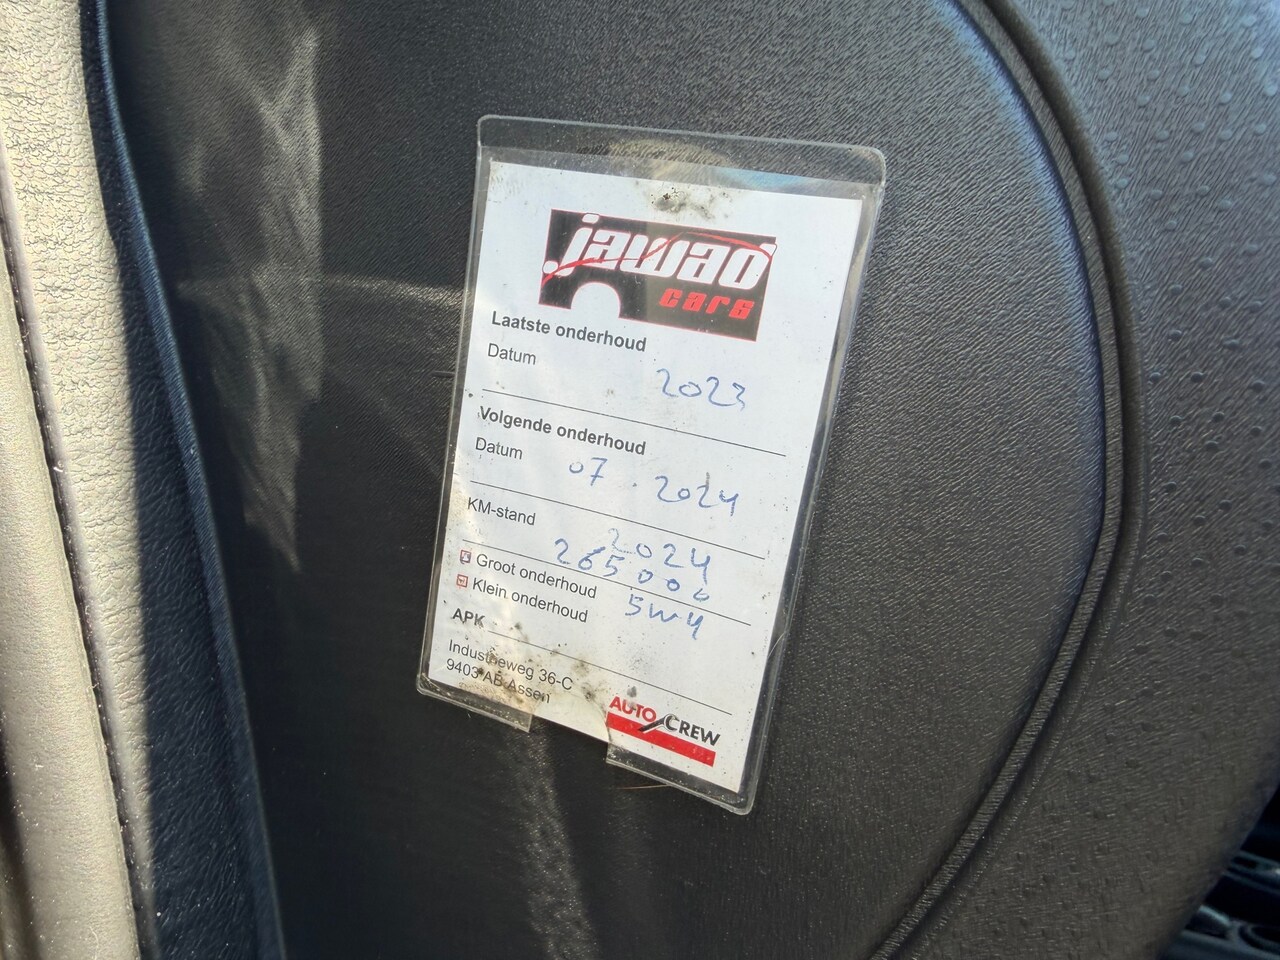 jawad
cars
Laatste onderhoud
Datum 2023
Volgende onderhoud
Datum 07.2024
KM-stand 2024
265000
Groot onderhoud
Klein onderhoud 5w4
APK
Industrieweg 36-C
9403 AB Assen
AUTO CREW